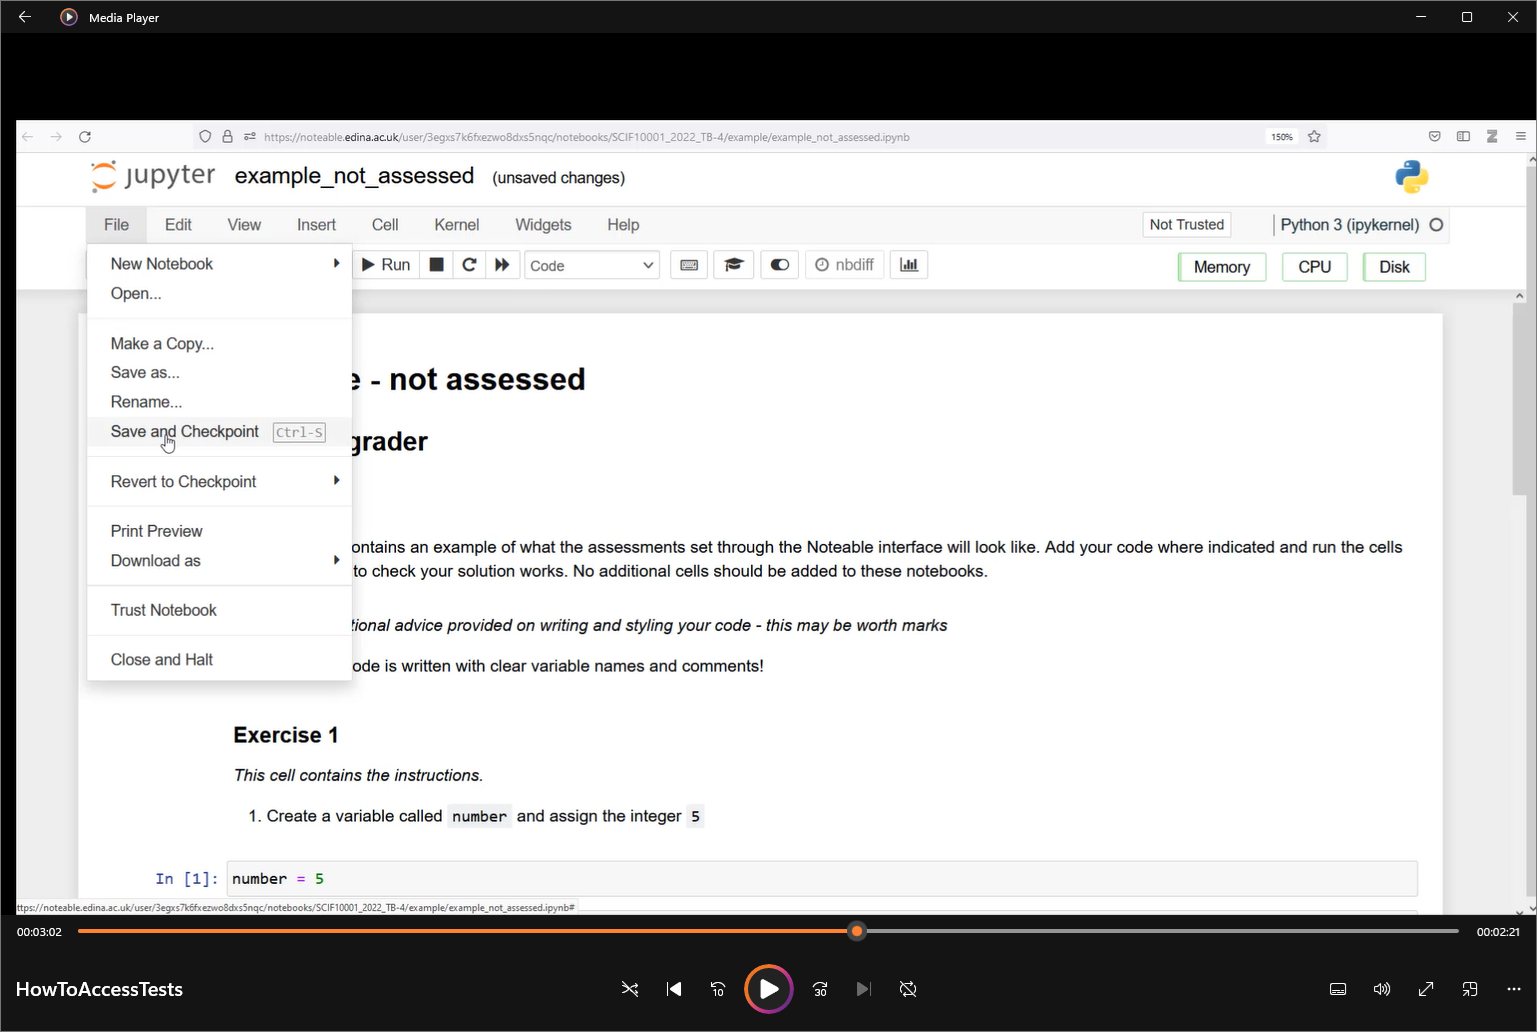 Media Player
https://noteable.edina.ac.uk/user/3egxs7k6fxezwo8dxs5nqc/notebooks/SCIF10001_2022_TB-4/example/example_not_assessed.ipynb
150%
jupyter example_not_assessed (unsaved changes)
File Edit View Insert Cell Kernel Widgets Help Not Trusted Python 3 (ipykernel)
Run Code nbdiff Memory CPU Disk
New Notebook
Open...
Make a Copy...
Save as...
Rename...
Save and Checkpoint Ctrl-S
Revert to Checkpoint
Print Preview
Download as
Trust Notebook
Close and Halt
e - not assessed
grader
ontains an example of what the assessments set through the Noteable interface will look like. Add your code where indicated and run the cells
to check your solution works. No additional cells should be added to these notebooks.
tional advice provided on writing and styling your code - this may be worth marks
ode is written with clear variable names and comments!
Exercise 1
This cell contains the instructions.
1. Create a variable called number and assign the integer 5
In [1]: number = 5
ttps://noteable.edina.ac.uk/user/3egxs7k6fxezwo8dxs5nqc/notebooks/SCIF10001_2022_TB-4/example/example_not_assessed.ipynb#
00:03:02 00:02:21
HowToAccessTests
10 30